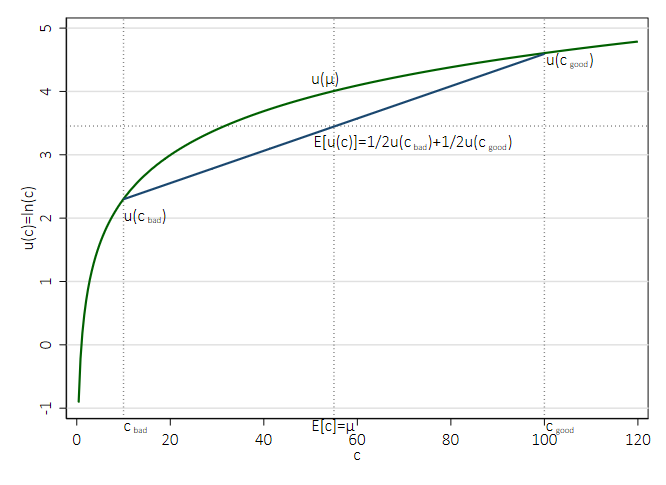 5
4
3
2
1
0
-1
u(c)=ln(c)
u(c good)
u(μ)
E[u(c)]=1/2u(c bad)+1/2u(c good)
u(c bad)
c bad
E[c]=μ
c good
0 20 40 60 80 100 120
c